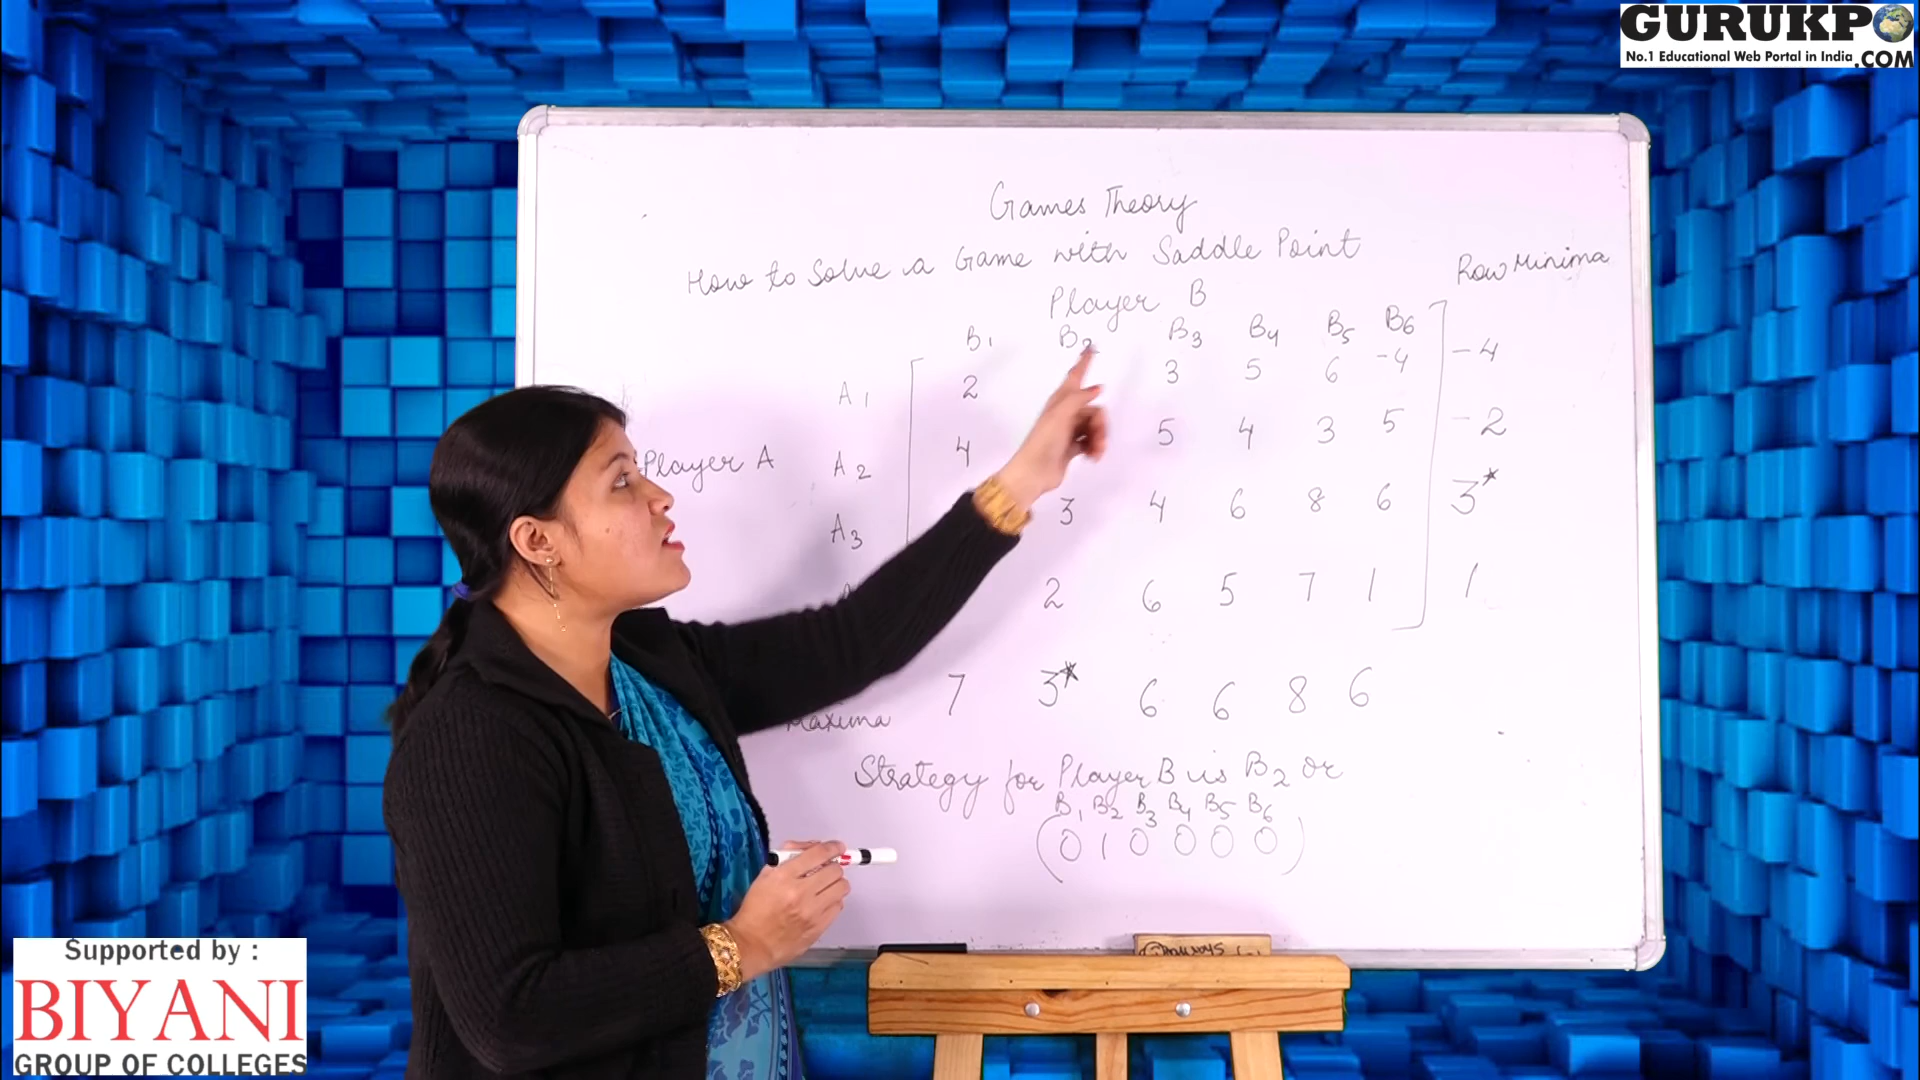 GURUKPO
No.1 Educational Web Portal in India .COM
Games Theory
How to Solve a Game with Saddle Point
Row Minima
Player B
B1 B2 B3 B4 B5 B6
A1 2 3 5 6 -4 -4
Player A A2 4 5 4 3 5 -2
A3 3 4 6 8 6 3*
2 6 5 7 1 1
Maxima 7 3* 6 6 8 6
Strategy for Player B is B2 or
B1 B2 B3 B4 B5 B6
(0 1 0 0 0 0)
Supported by :
BIYANI
GROUP OF COLLEGES